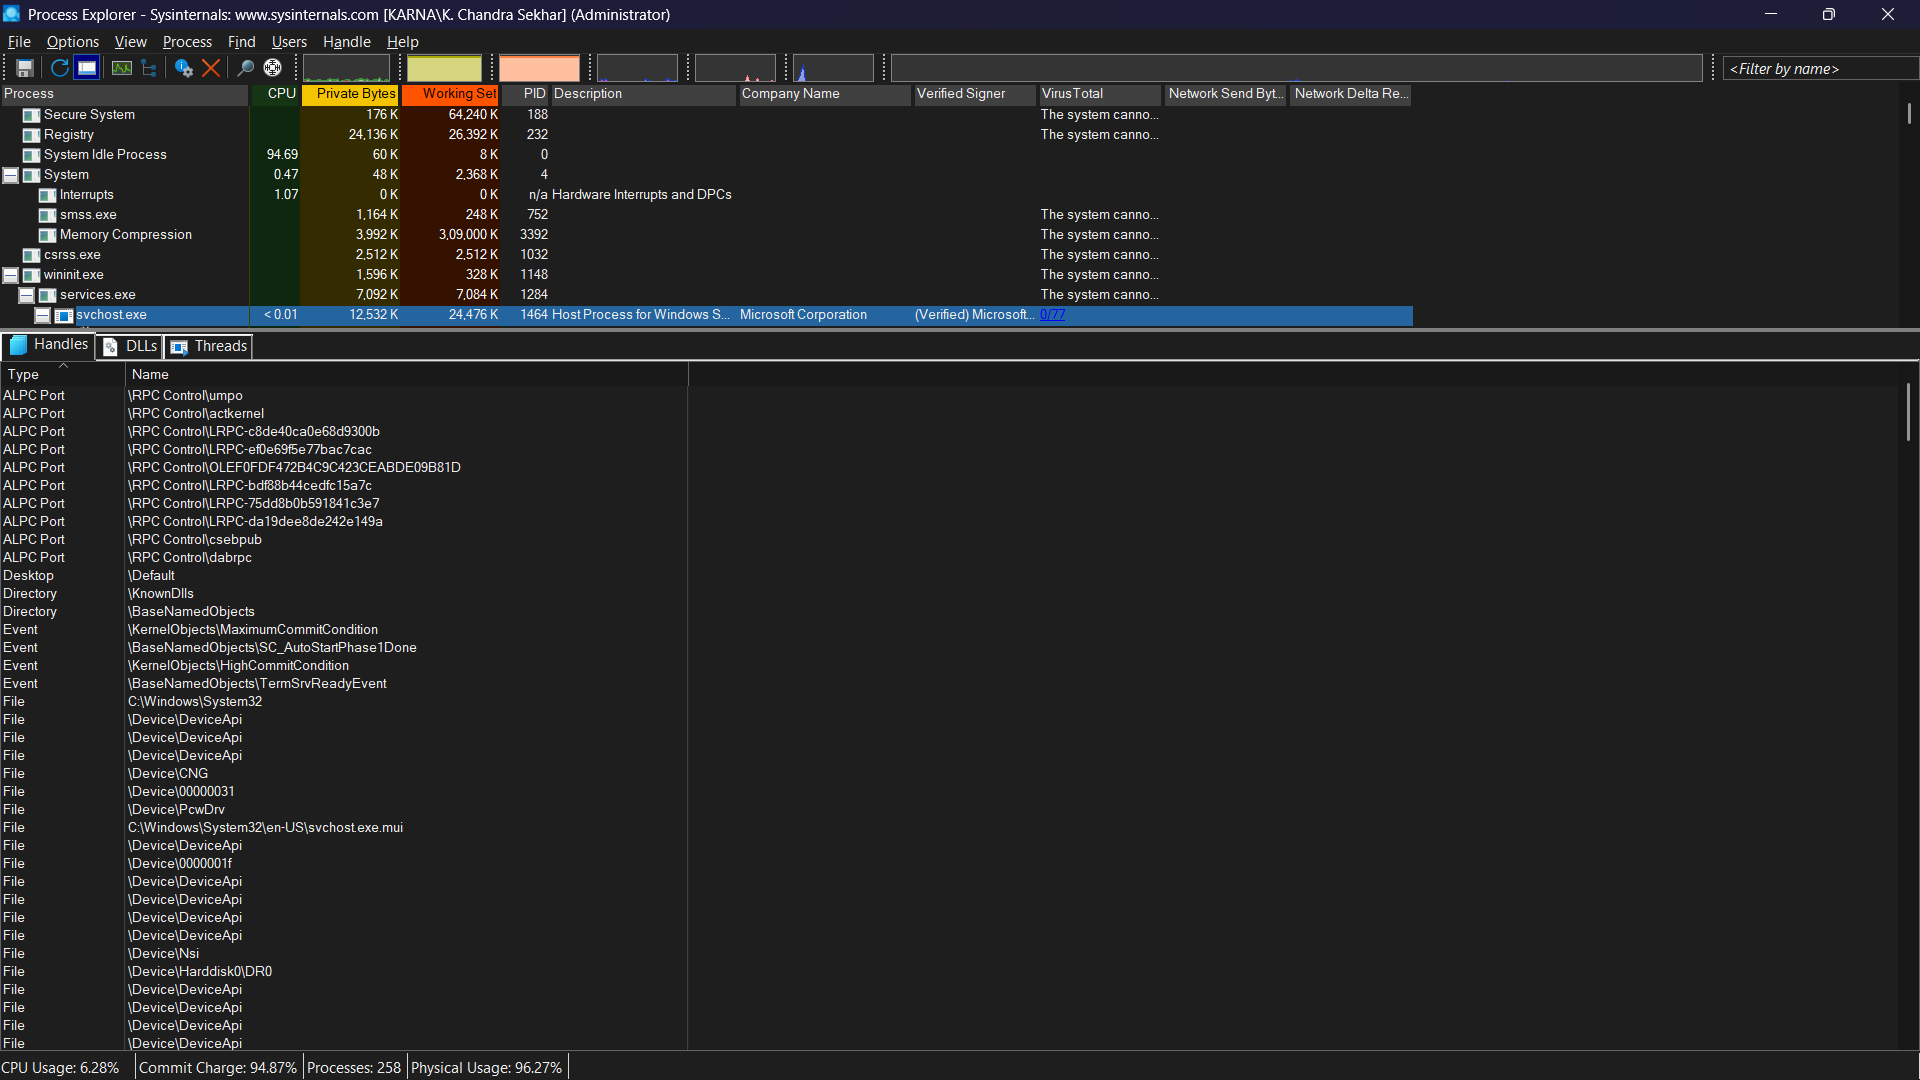 Process Explorer - Sysinternals: www.sysinternals.com [KARNA\K. Chandra Sekhar] (Administrator)
File Options View Process Find Users Handle Help
<Filter by name>
Process CPU Private Bytes Working Set PID Description Company Name Verified Signer VirusTotal Network Send Byt... Network Delta Re...
Secure System 176 K 64,240 K 188 The system canno...
Registry 24,136 K 26,392 K 232 The system canno...
System Idle Process 94.69 60 K 8 K 0
System 0.47 48 K 2,368 K 4
Interrupts 1.07 0 K 0 K n/a Hardware Interrupts and DPCs
smss.exe 1,164 K 248 K 752 The system canno...
Memory Compression 3,992 K 3,09,000 K 3392 The system canno...
csrss.exe 2,512 K 2,512 K 1032 The system canno...
wininit.exe 1,596 K 328 K 1148 The system canno...
services.exe 7,092 K 7,084 K 1284 The system canno...
svchost.exe < 0.01 12,532 K 24,476 K 1464 Host Process for Windows S... Microsoft Corporation (Verified) Microsoft... 0/77
Handles DLLs Threads
Type Name
ALPC Port \RPC Control\umpo
ALPC Port \RPC Control\actkernel
ALPC Port \RPC Control\LRPC-c8de40ca0e68d9300b
ALPC Port \RPC Control\LRPC-ef0e69f5e77bac7cac
ALPC Port \RPC Control\OLEF0FDF472B4C9C423CEABDE09B81D
ALPC Port \RPC Control\LRPC-bdf88b44cedfc15a7c
ALPC Port \RPC Control\LRPC-75dd8b0b591841c3e7
ALPC Port \RPC Control\LRPC-da19dee8de242e149a
ALPC Port \RPC Control\csebpub
ALPC Port \RPC Control\dabrpc
Desktop \Default
Directory \KnownDlls
Directory \BaseNamedObjects
Event \KernelObjects\MaximumCommitCondition
Event \BaseNamedObjects\SC_AutoStartPhase1Done
Event \KernelObjects\HighCommitCondition
Event \BaseNamedObjects\TermSrvReadyEvent
File C:\Windows\System32
File \Device\DeviceApi
File \Device\DeviceApi
File \Device\DeviceApi
File \Device\CNG
File \Device\00000031
File \Device\PcwDrv
File C:\Windows\System32\en-US\svchost.exe.mui
File \Device\DeviceApi
File \Device\0000001f
File \Device\DeviceApi
File \Device\DeviceApi
File \Device\DeviceApi
File \Device\DeviceApi
File \Device\Nsi
File \Device\Harddisk0\DR0
File \Device\DeviceApi
File \Device\DeviceApi
File \Device\DeviceApi
File \Device\DeviceApi
CPU Usage: 6.28% Commit Charge: 94.87% Processes: 258 Physical Usage: 96.27%